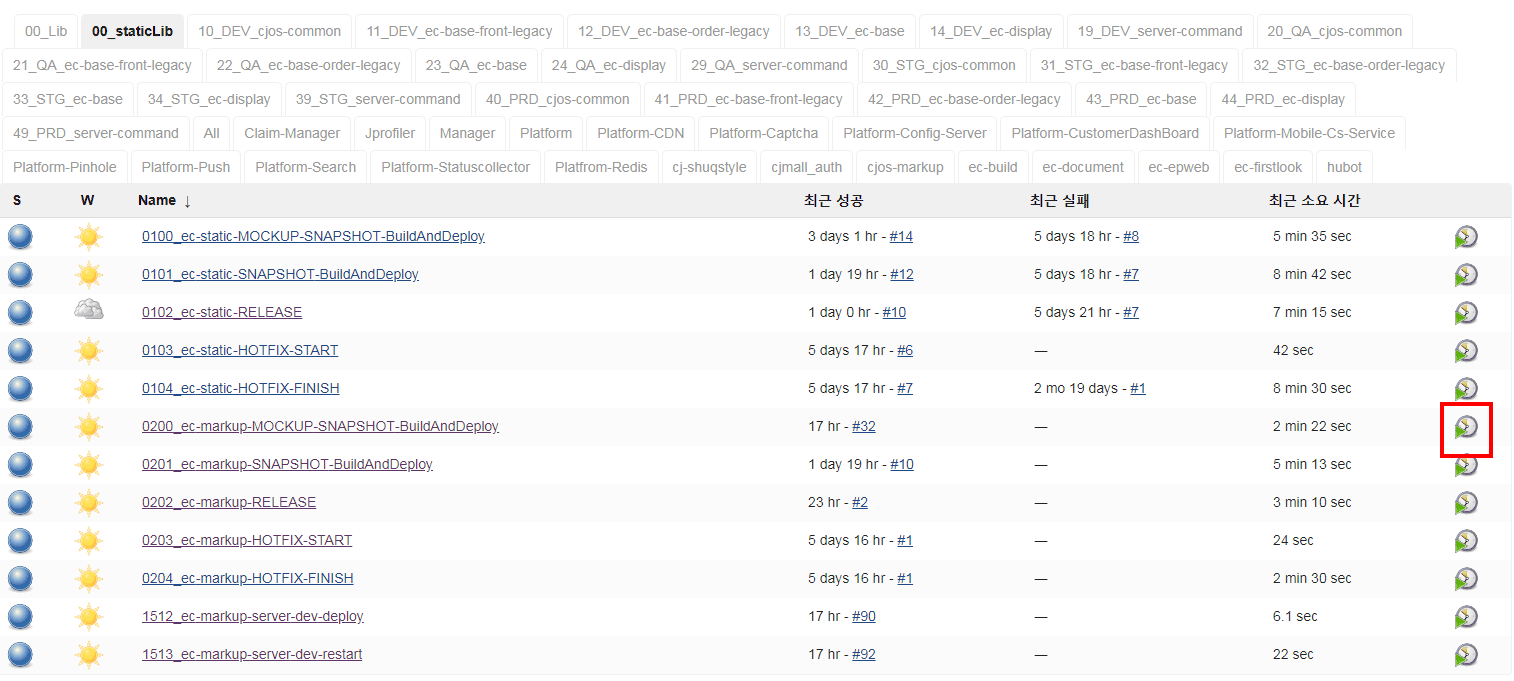 00_Lib 00_staticLib 10_DEV_cjos-common 11_DEV_ec-base-front-legacy 12_DEV_ec-base-order-legacy 13_DEV_ec-base 14_DEV_ec-display 19_DEV_server-command 20_QA_cjos-common
21_QA_ec-base-front-legacy 22_QA_ec-base-order-legacy 23_QA_ec-base 24_QA_ec-display 29_QA_server-command 30_STG_cjos-common 31_STG_ec-base-front-legacy 32_STG_ec-base-order-legacy
33_STG_ec-base 34_STG_ec-display 39_STG_server-command 40_PRD_cjos-common 41_PRD_ec-base-front-legacy 42_PRD_ec-base-order-legacy 43_PRD_ec-base 44_PRD_ec-display
49_PRD_server-command All Claim-Manager Jprofiler Manager Platform Platform-CDN Platform-Captcha Platform-Config-Server Platform-CustomerDashBoard Platform-Mobile-Cs-Service
Platform-Pinhole Platform-Push Platform-Search Platform-Statuscollector Platfrom-Redis cj-shuqstyle cjmall_auth cjos-markup ec-build ec-document ec-epweb ec-firstlook hubot
S W Name ↓ 최근 성공 최근 실패 최근 소요 시간
0100_ec-static-MOCKUP-SNAPSHOT-BuildAndDeploy 3 days 1 hr - #14 5 days 18 hr - #8 5 min 35 sec
0101_ec-static-SNAPSHOT-BuildAndDeploy 1 day 19 hr - #12 5 days 18 hr - #7 8 min 42 sec
0102_ec-static-RELEASE 1 day 0 hr - #10 5 days 21 hr - #7 7 min 15 sec
0103_ec-static-HOTFIX-START 5 days 17 hr - #6 — 42 sec
0104_ec-static-HOTFIX-FINISH 5 days 17 hr - #7 2 mo 19 days - #1 8 min 30 sec
0200_ec-markup-MOCKUP-SNAPSHOT-BuildAndDeploy 17 hr - #32 — 2 min 22 sec
0201_ec-markup-SNAPSHOT-BuildAndDeploy 1 day 19 hr - #10 — 5 min 13 sec
0202_ec-markup-RELEASE 23 hr - #2 — 3 min 10 sec
0203_ec-markup-HOTFIX-START 5 days 16 hr - #1 — 24 sec
0204_ec-markup-HOTFIX-FINISH 5 days 16 hr - #1 — 2 min 30 sec
1512_ec-markup-server-dev-deploy 17 hr - #90 — 6.1 sec
1513_ec-markup-server-dev-restart 17 hr - #92 — 22 sec